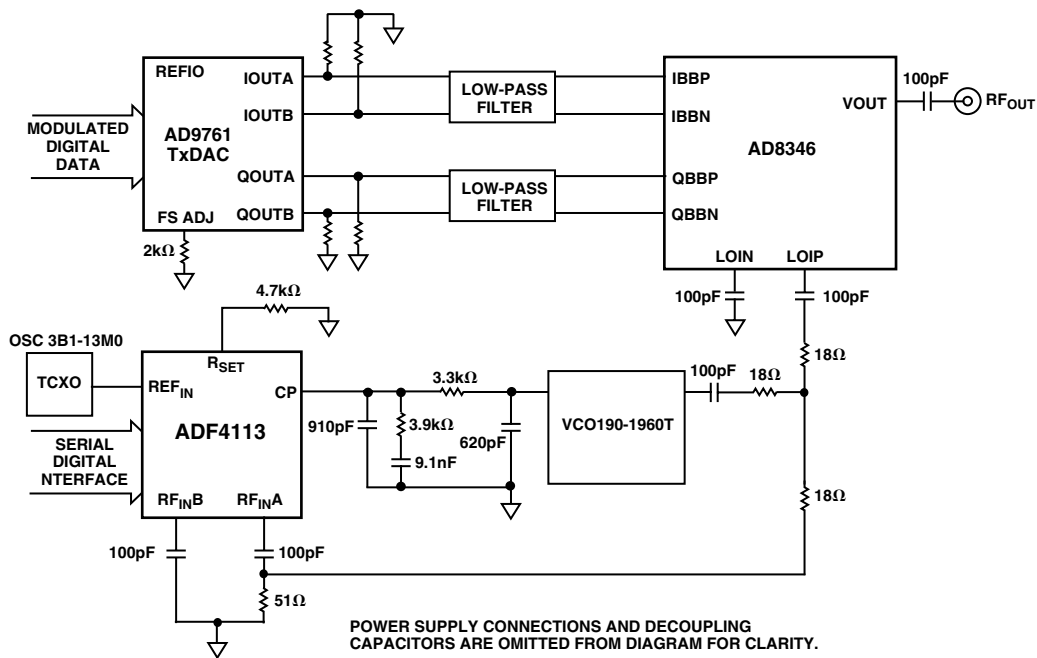 REFIO
IOUTA
IOUTB
AD9761
TxDAC
QOUTA
QOUTB
FS ADJ
MODULATED
DIGITAL
DATA
2kΩ
LOW-PASS
FILTER
LOW-PASS
FILTER
IBBP
IBBN
AD8346
QBBP
QBBN
LOIN
LOIP
VOUT
100pF
RFOUT
100pF
100pF
18Ω
4.7kΩ
OSC 3B1-13M0
TCXO
RSET
REFIN
CP
ADF4113
SERIAL
DIGITAL
NTERFACE
RFINB
RFINA
100pF
100pF
51Ω
910pF
3.9kΩ
9.1nF
3.3kΩ
620pF
VCO190-1960T
100pF
18Ω
18Ω
POWER SUPPLY CONNECTIONS AND DECOUPLING
CAPACITORS ARE OMITTED FROM DIAGRAM FOR CLARITY.